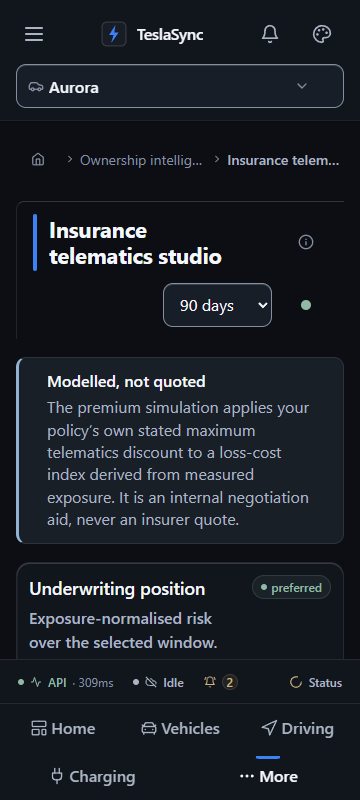 TeslaSync
Aurora
Ownership intellig...
Insurance telem...
Insurance
telematics studio
90 days
Modelled, not quoted
The premium simulation applies your
policy's own stated maximum
telematics discount to a loss-cost
index derived from measured
exposure. It is an internal negotiation
aid, never an insurer quote.
Underwriting position
preferred
Exposure-normalised risk
over the selected window.
API · 309ms
Idle
2
Status
Home
Vehicles
Driving
Charging
More